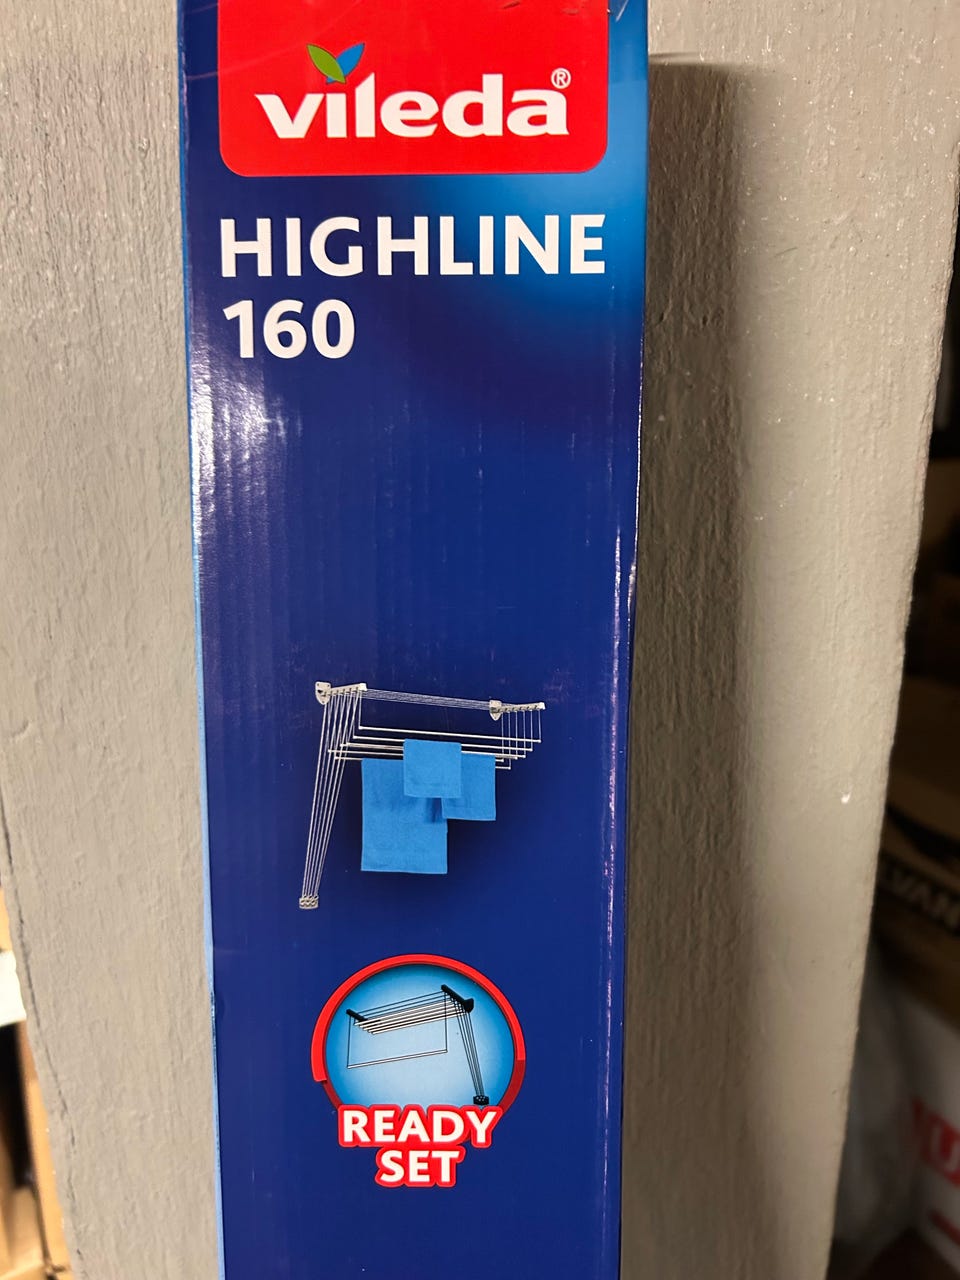 vileda®
HIGHLINE
160
READY
SET